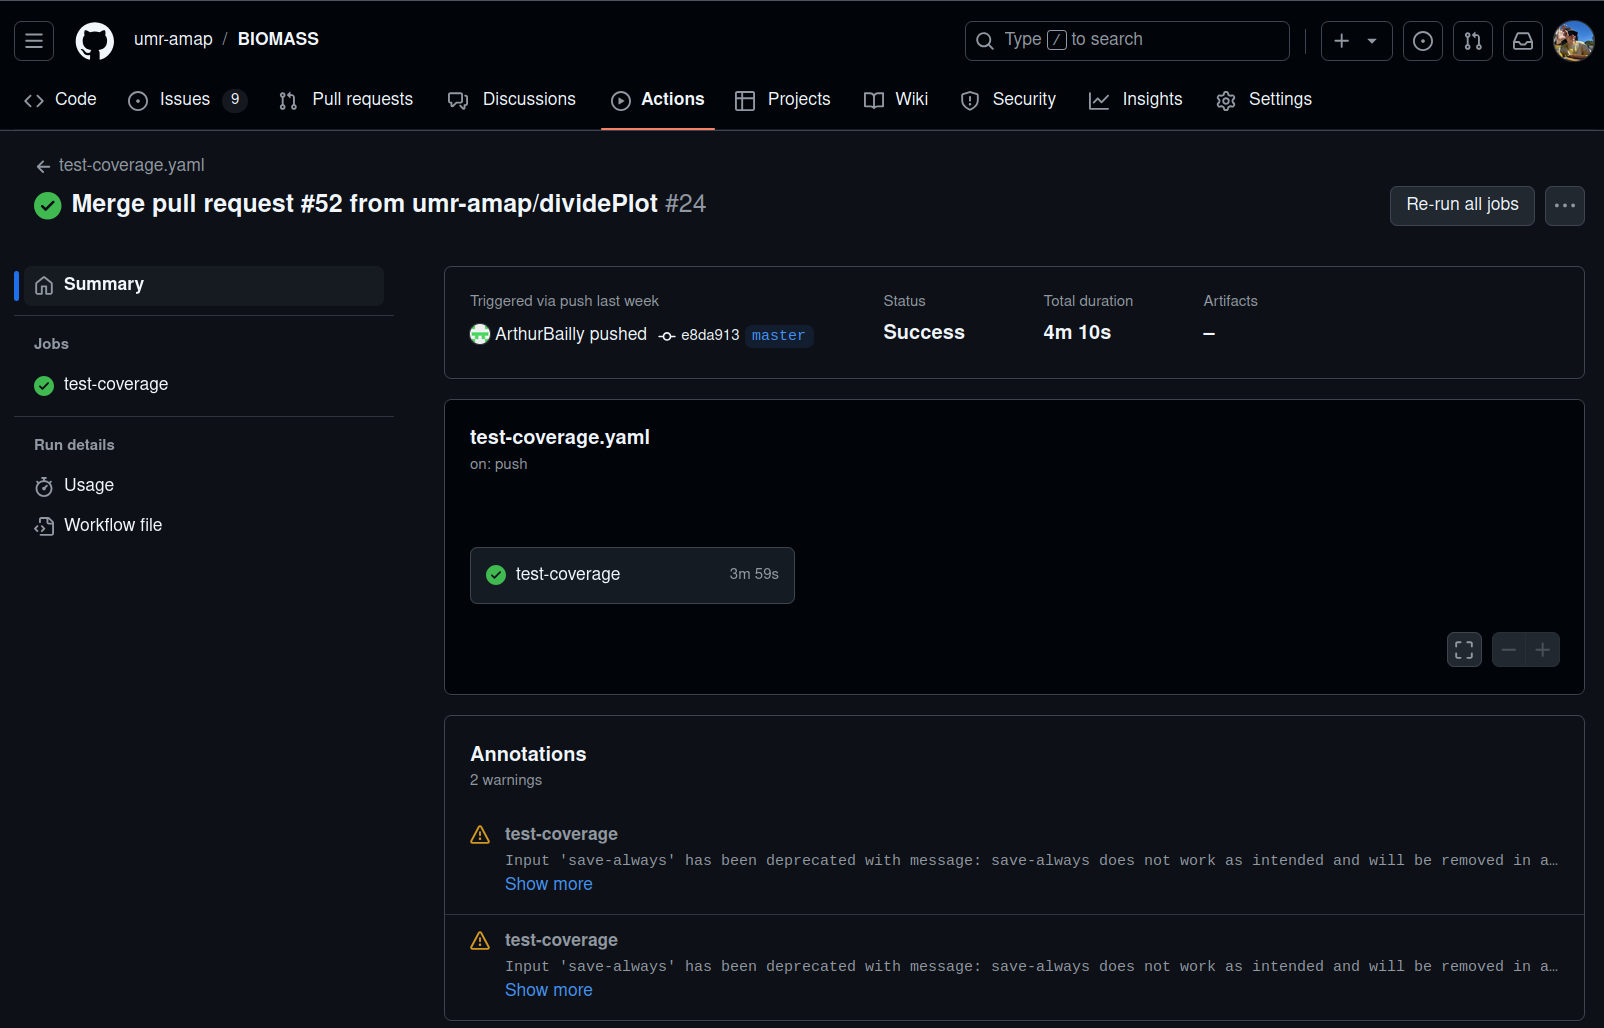 umr-amap / BIOMASS
Type / to search
Code
Issues 9
Pull requests
Discussions
Actions
Projects
Wiki
Security
Insights
Settings
test-coverage.yaml
Merge pull request #52 from umr-amap/dividePlot #24
Re-run all jobs
Summary
Jobs
test-coverage
Run details
Usage
Workflow file
Triggered via push last week
ArthurBailly pushed e8da913 master
Status
Success
Total duration
4m 10s
Artifacts
–
test-coverage.yaml
on: push
test-coverage 3m 59s
Annotations
2 warnings
test-coverage
Input 'save-always' has been deprecated with message: save-always does not work as intended and will be removed in a…
Show more
test-coverage
Input 'save-always' has been deprecated with message: save-always does not work as intended and will be removed in a…
Show more